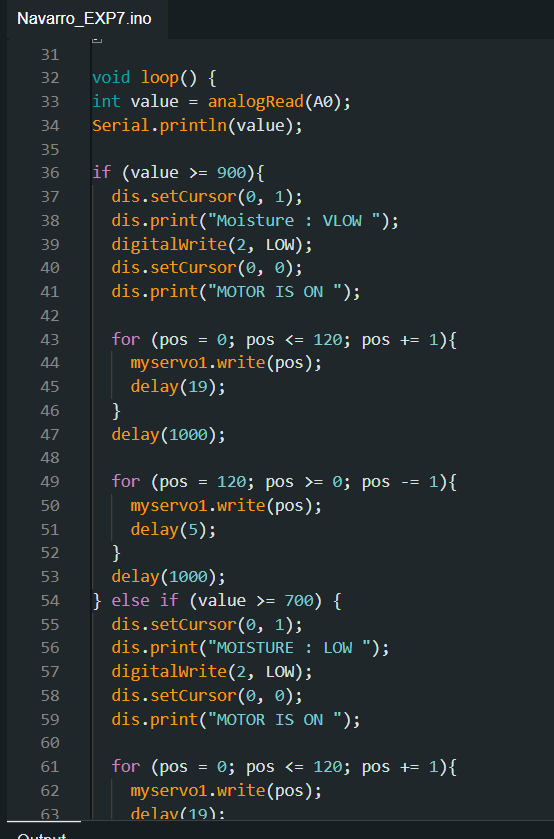 Navarro_EXP7.ino
31
32 void loop() {
33 int value = analogRead(A0);
34 Serial.println(value);
35
36 if (value >= 900){
37 dis.setCursor(0, 1);
38 dis.print("Moisture : VLOW ");
39 digitalWrite(2, LOW);
40 dis.setCursor(0, 0);
41 dis.print("MOTOR IS ON ");
42
43 for (pos = 0; pos <= 120; pos += 1){
44 myservo1.write(pos);
45 delay(19);
46 }
47 delay(1000);
48
49 for (pos = 120; pos >= 0; pos -= 1){
50 myservo1.write(pos);
51 delay(5);
52 }
53 delay(1000);
54 } else if (value >= 700) {
55 dis.setCursor(0, 1);
56 dis.print("MOISTURE : LOW ");
57 digitalWrite(2, LOW);
58 dis.setCursor(0, 0);
59 dis.print("MOTOR IS ON ");
60
61 for (pos = 0; pos <= 120; pos += 1){
62 myservo1.write(pos);
63 delay(19);
Output